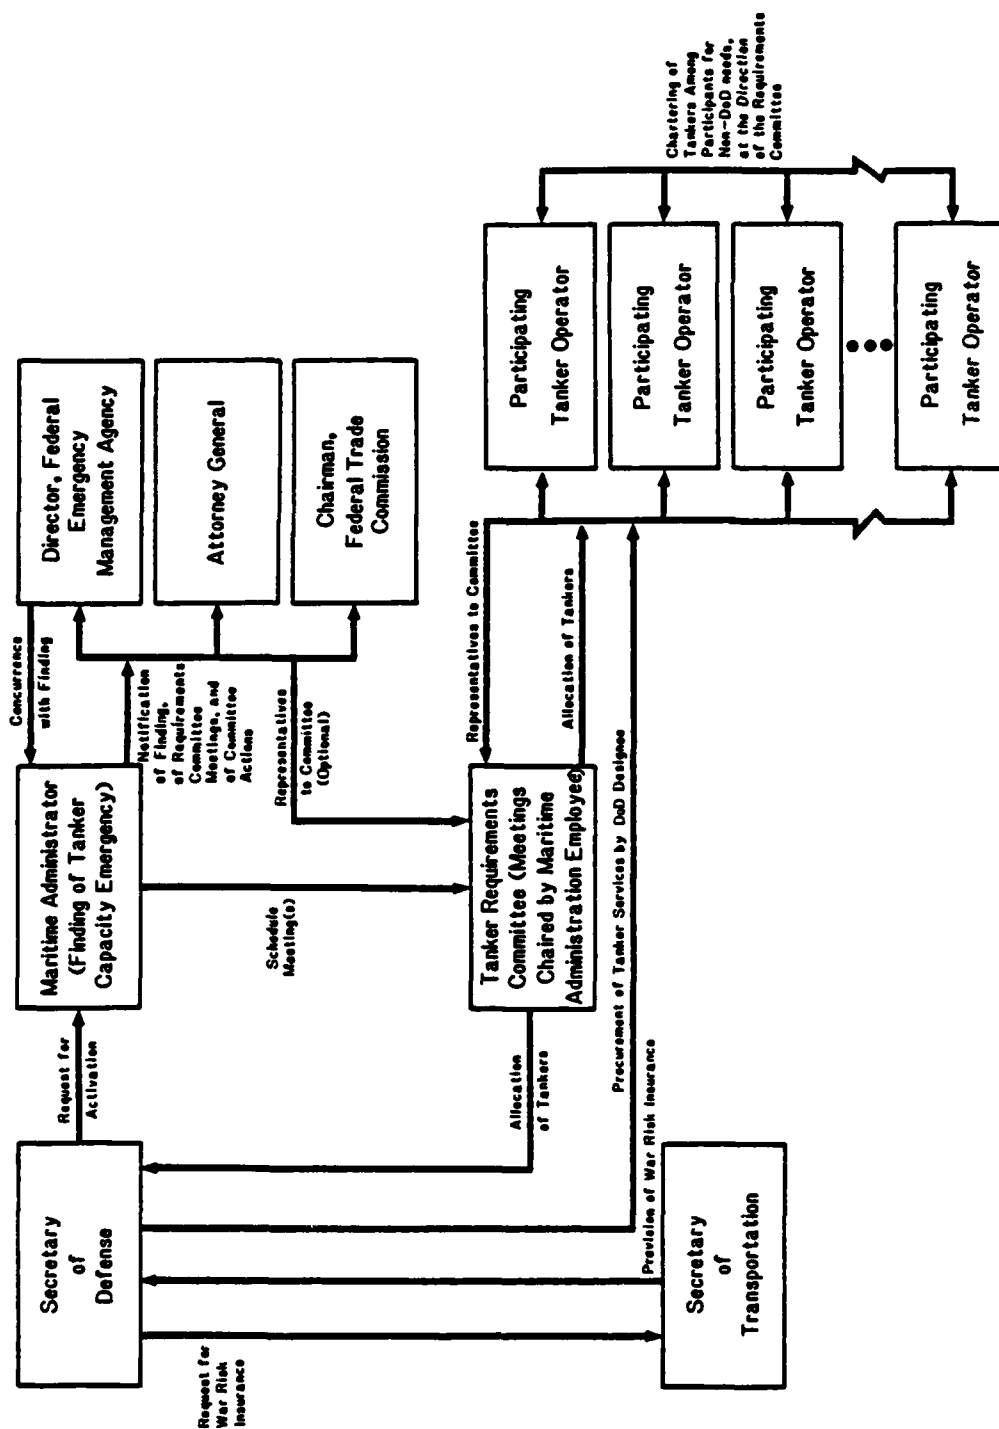 Secretary
of
Defense
Request for
Activation
Maritime Administrator
(Finding of Tanker
Capacity Emergency)
Concurrence
with Finding
Director, Federal
Emergency
Management Agency
Attorney General
Chairman,
Federal Trade
Commission
Notification
of Finding,
of Requirements
Committee
Meetings, and
of Committee
Actions
Representatives
to Committee
(Optional)
Schedule
Meeting(s)
Request for
War Risk
Insurance
Allocation
of Tankers
Tanker Requirements
Committee (Meetings
Chaired by Maritime
Administration Employee)
Representatives to Committee
Allocation of Tankers
Procurement of Tanker Services by DoD Designee
Provision of War Risk Insurance
Secretary
of
Transportation
Participating
Tanker Operator
Participating
Tanker Operator
Participating
Tanker Operator
Participating
Tanker Operator
Chartering of
Tankers Among
Participants for
Non-DoD needs,
at the Direction
of the Requirements
Committee